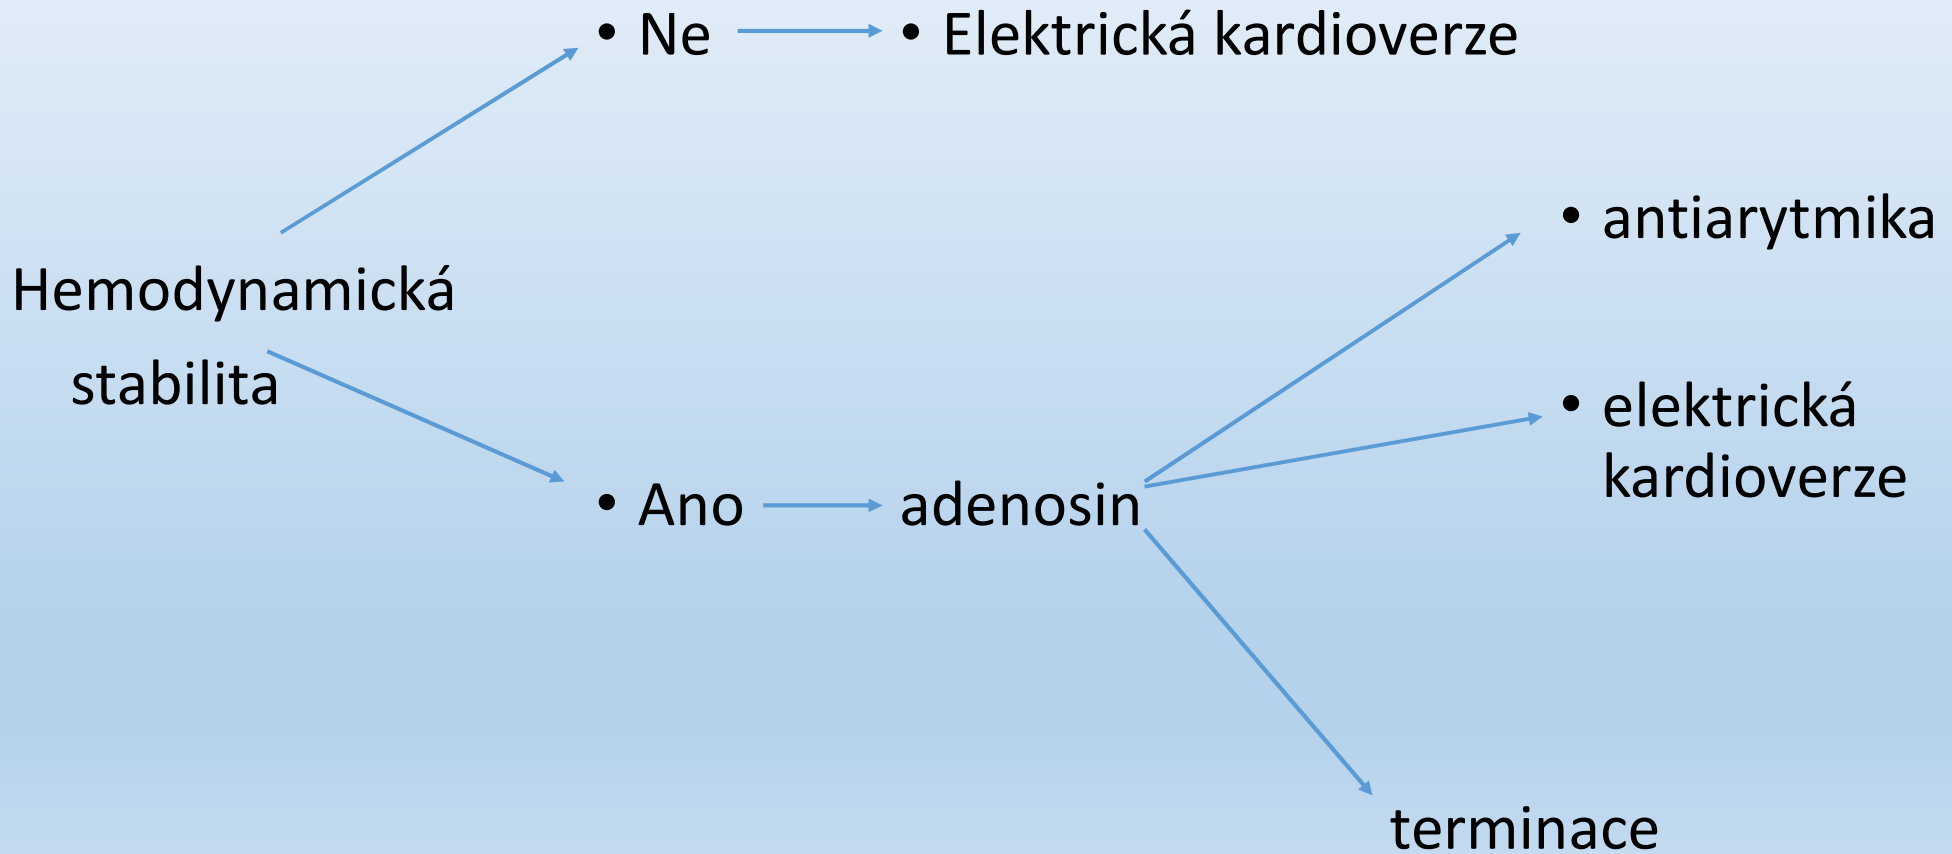 • Ne
• Elektrická kardioverze
• antiarytmika
Hemodynamická
stabilita
• elektrická
kardioverze
• Ano
adenosin
terminace